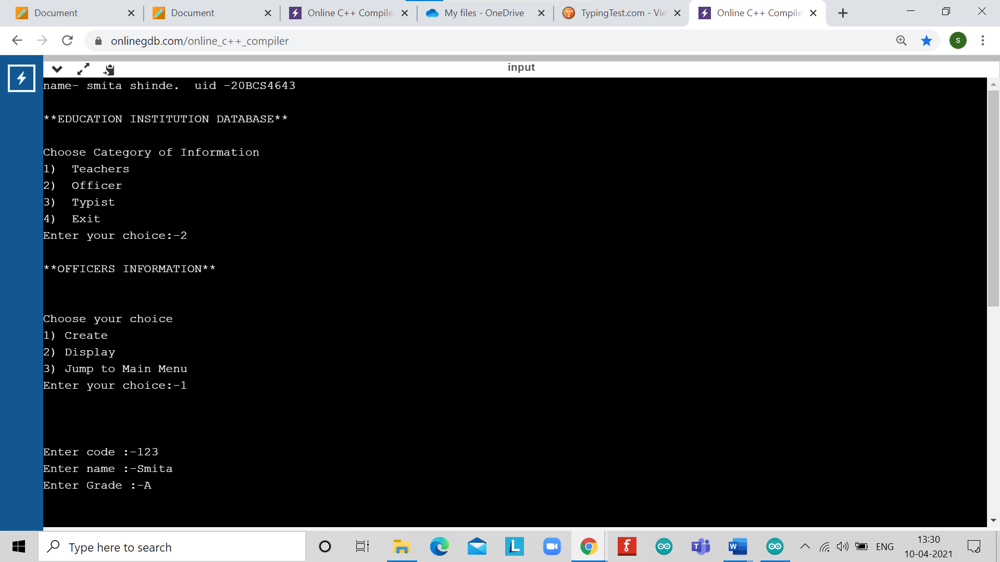 Document
Document
Online C++ Compile
My files - OneDrive
TypingTest.com - Vie
Online C++ Compile
onlinegdb.com/online_c++_compiler
S
input
name- smita shinde.  uid -20BCS4643
**EDUCATION INSTITUTION DATABASE**
Choose Category of Information
1)  Teachers
2)  Officer
3)  Typist
4)  Exit
Enter your choice:-2
**OFFICERS INFORMATION**
Choose your choice
1) Create
2) Display
3) Jump to Main Menu
Enter your choice:-1
Enter code :-123
Enter name :-Smita
Enter Grade :-A
Type here to search
L
f
T
W
ENG
13:30
10-04-2021